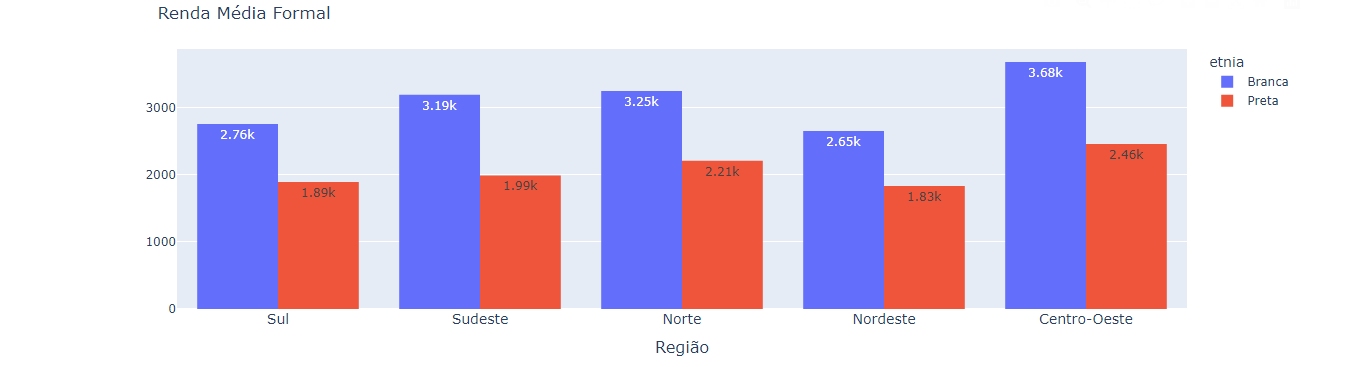 Renda Média Formal
etnia
Branca
Preta
3000
2000
1000
0
2.76k
1.89k
3.19k
1.99k
3.25k
2.21k
2.65k
1.83k
3.68k
2.46k
Sul
Sudeste
Norte
Nordeste
Centro-Oeste
Região